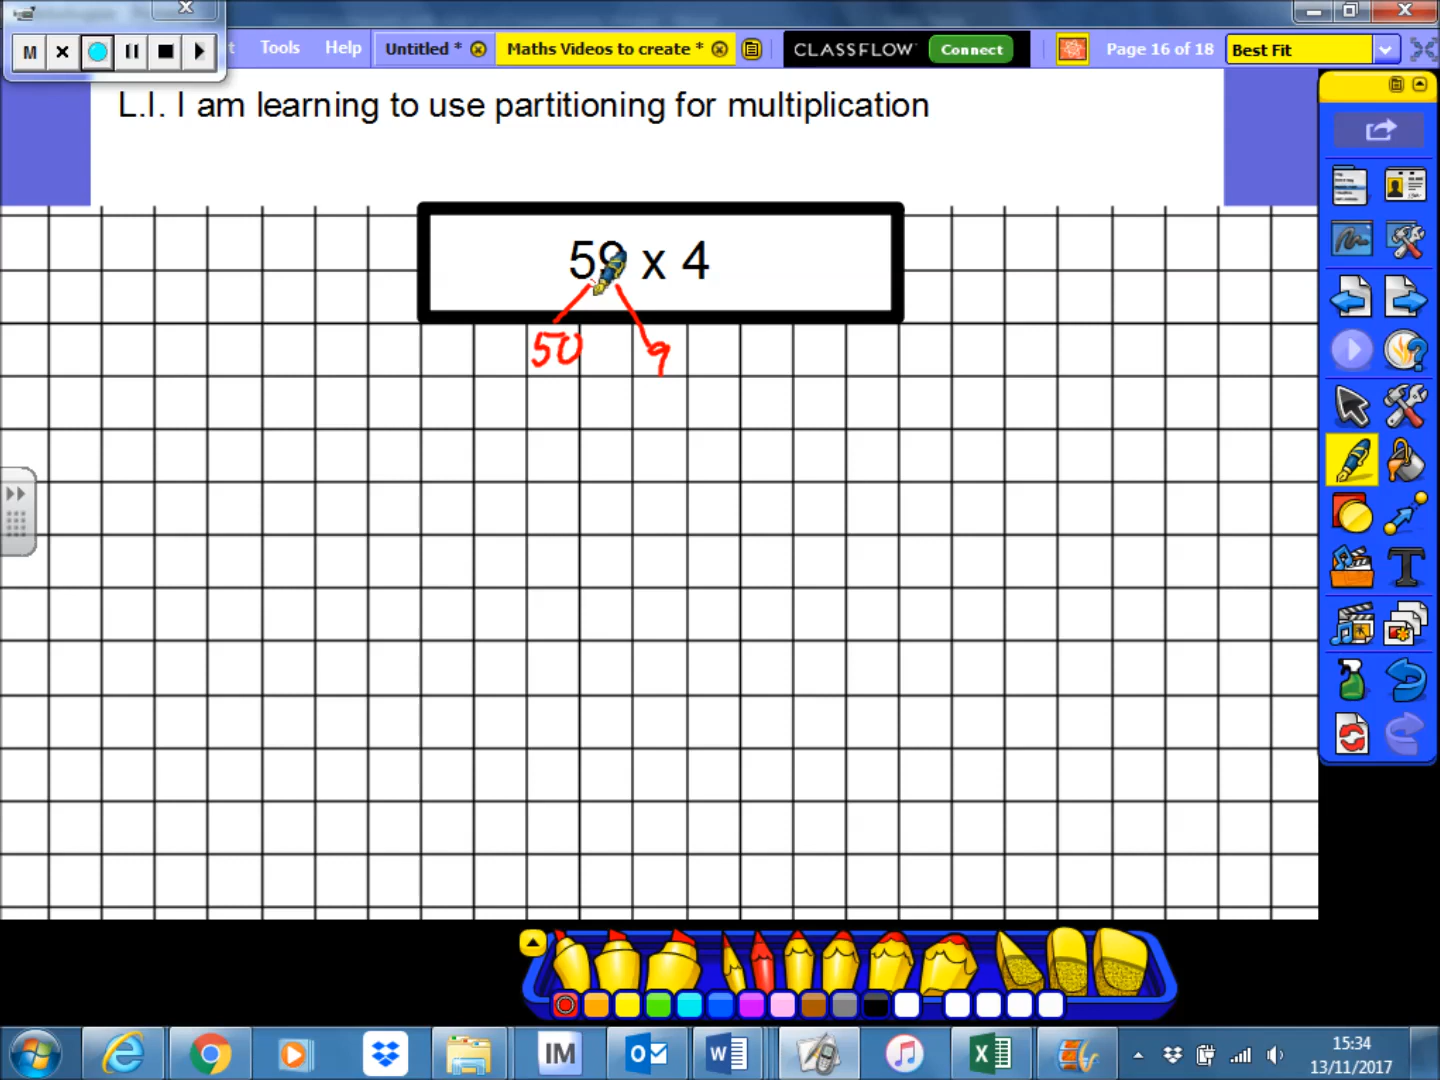 M
t Tools Help Untitled * Maths Videos to create * CLASSFLOW Connect Page 16 of 18 Best Fit
L.I. I am learning to use partitioning for multiplication
59 x 4
50 9
T
IM
15:34
13/11/2017